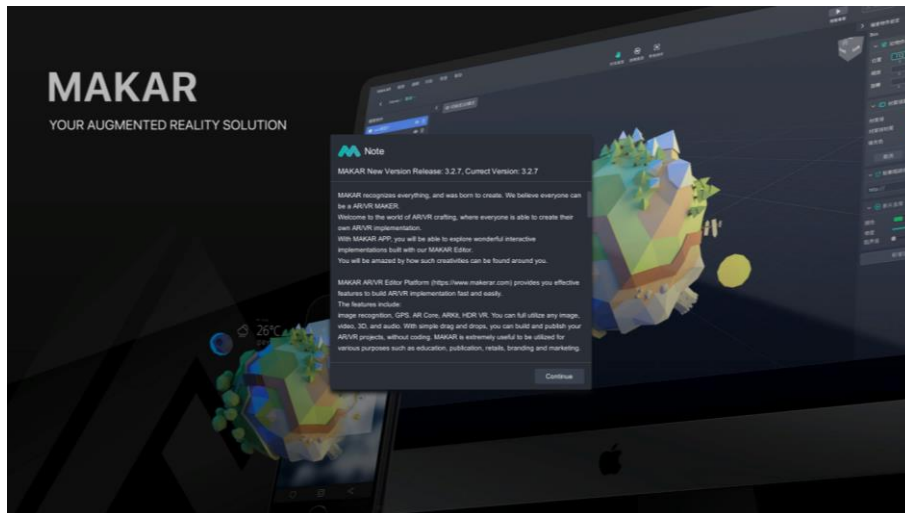 MAKAR
YOUR AUGMENTED REALITY SOLUTION
Note
MAKAR New Version Release: 3.2.7, Currect Version: 3.2.7
MAKAR recognizes everything, and was born to create. We believe everyone can
be a AR/VR MAKER.
Welcome to the world of AR/VR crafting, where everyone is able to create their
own AR/VR implementation.
With MAKAR APP, you will be able to explore wonderful interactive
implementations built with our MAKAR Editor.
You will be amazed by how such creativities can be found around you.
MAKAR AR/VR Editor Platform (https://www.makerar.com) provides you effective
features to build AR/VR implementation fast and easily.
The features include:
image recognition, GPS, AR Core, ARKit, HDR VR. You can full utilize any image,
video, 3D, and audio. With simple drag and drops, you can build and publish your
AR/VR projects, without coding. MAKAR is extremely useful to be utilized for
various purposes such as education, publication, retails, branding and marketing.
Continue
26°C